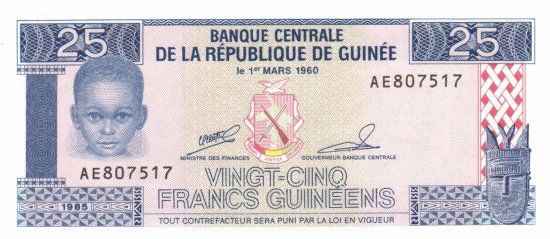 25 BANQUE CENTRALE 25
DE LA RÉPUBLIQUE DE GUINÉE
le 1er MARS 1960
AE807517
MINISTRE DES FINANCES GOUVERNEUR BANQUE CENTRALE
AE807517
VINGT-CINQ
FRANCS GUINÉENS
1985
TOUT CONTREFACTEUR SERA PUNI PAR LA LOI EN VIGUEUR